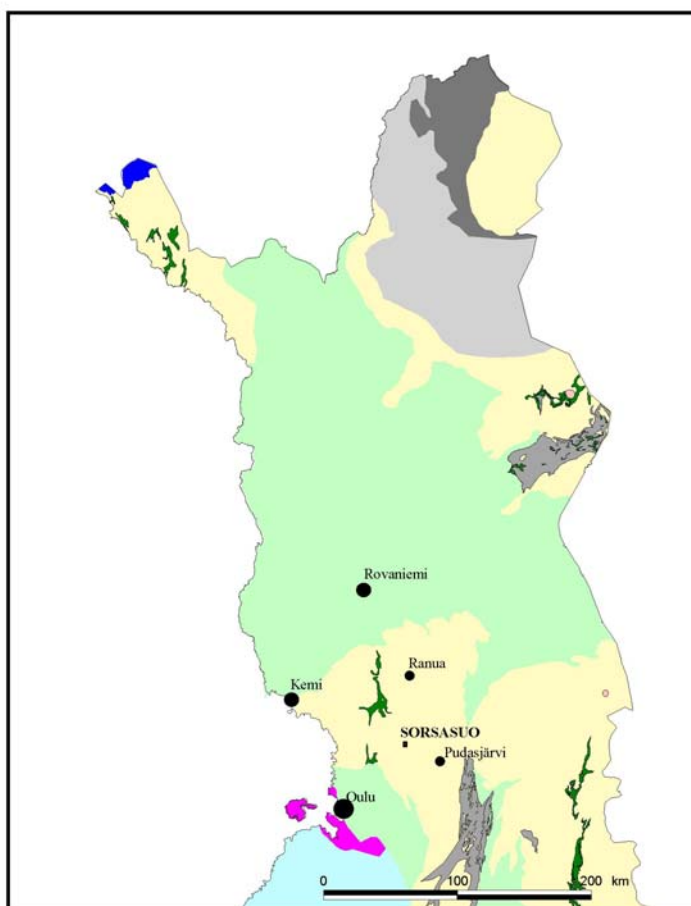 Rovaniemi
Ranua
Kemi
SORSASUO
Pudasjärvi
Oulu
0 100 200 km